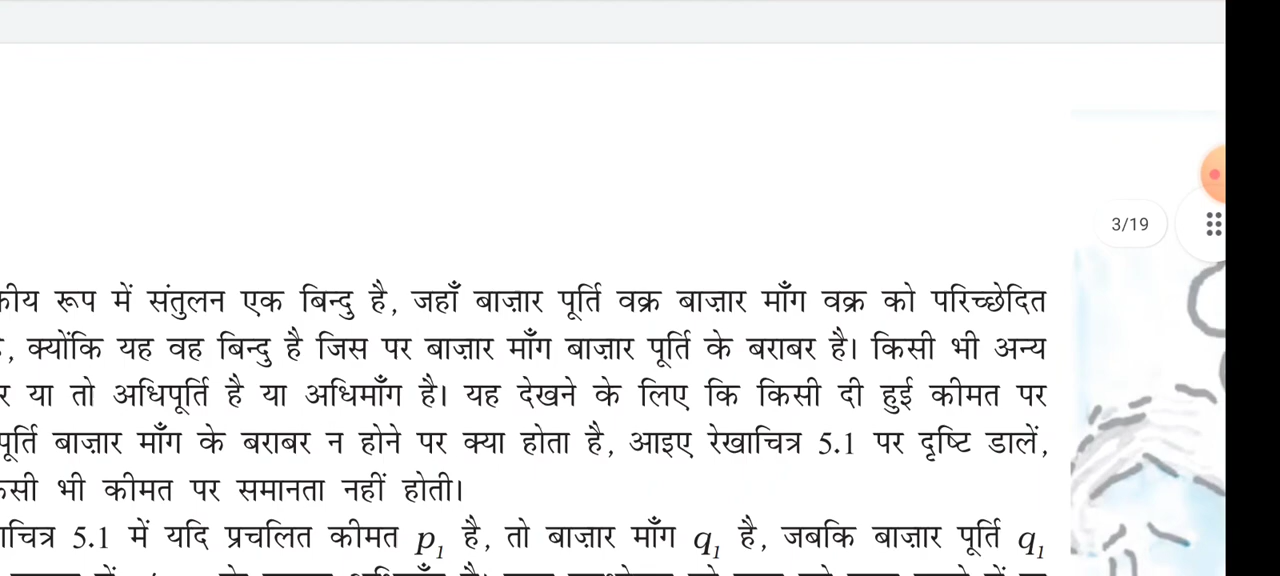 3/19
रूप में संतुलन एक बिन्दु है, जहाँ बाज़ार पूर्ति वक्र बाज़ार माँग वक्र को परिच्छेदित
, क्योंकि यह वह बिन्दु है जिस पर बाज़ार माँग बाज़ार पूर्ति के बराबर है। किसी भी अन्य
या तो अधिपूर्ति है या अधिमाँग है। यह देखने के लिए कि किसी दी हुई कीमत पर
पूर्ति बाज़ार माँग के बराबर न होने पर क्या होता है, आइए रेखाचित्र 5.1 पर दृष्टि डालें,
भी कीमत पर समानता नहीं होती।
5.1 में यदि प्रचलित कीमत p₁ है, तो बाज़ार माँग q₁ है, जबकि बाज़ार पूर्ति q₁